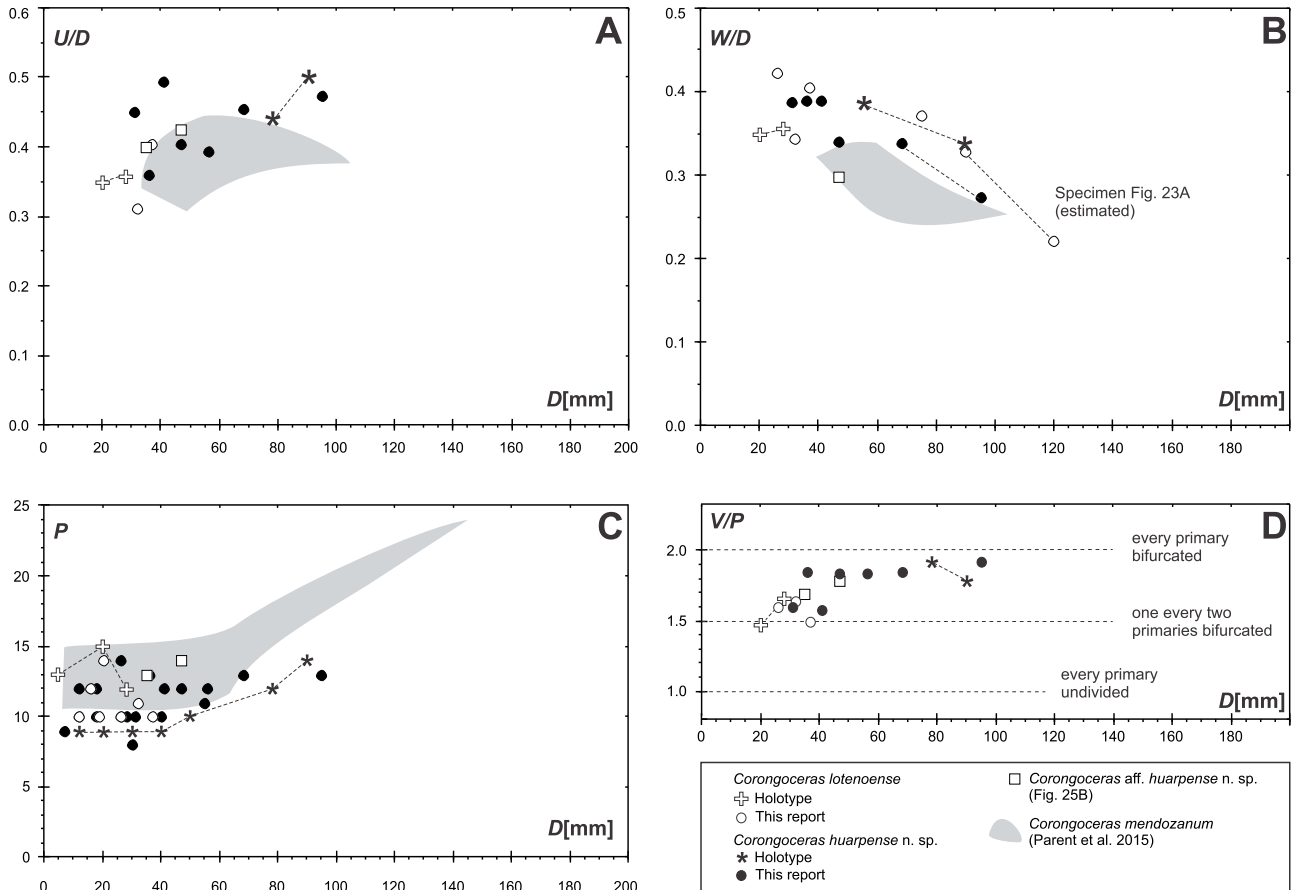 0.6
U/D
A
0.5
0.4
0.3
0.2
0.1
D[mm]
0.0
0 20 40 60 80 100 120 140 160 180 200
0.5
W/D
B
0.4
0.3
Specimen Fig. 23A
(estimated)
0.2
0.1
D[mm]
0.0
0 20 40 60 80 100 120 140 160 180
25
P
C
20
15
10
5
D[mm]
0
0 20 40 60 80 100 120 140 160 180 200
V/P
D
2.0
every primary
bifurcated
1.5
one every two
primaries bifurcated
every primary
undivided
1.0
D[mm]
0 20 40 60 80 100 120 140 160 180
Corongoceras lotenoense
Holotype
This report
Corongoceras huarpense n. sp.
Holotype
This report
Corongoceras aff. huarpense n. sp.
(Fig. 25B)
Corongoceras mendozanum
(Parent et al. 2015)